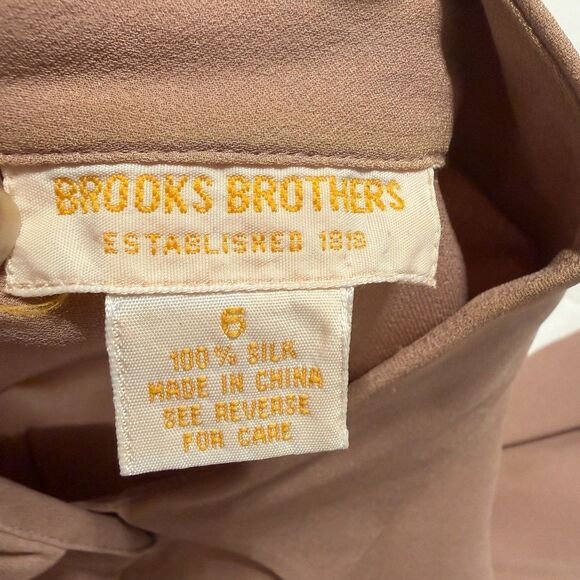 BROOKS BROTHERS
ESTABLISHED 1818
6
100% SILK
MADE IN CHINA
SEE REVERSE
FOR CARE